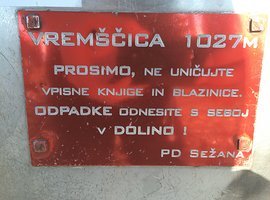 VREMŠČICA 1027M
PROSIMO, NE UNIČUJTE
VPISNE KNJIGE IN BLAZINICE.
ODPADKE ODNESITE S SEBOJ
V DOLINO !
PD SEŽANA